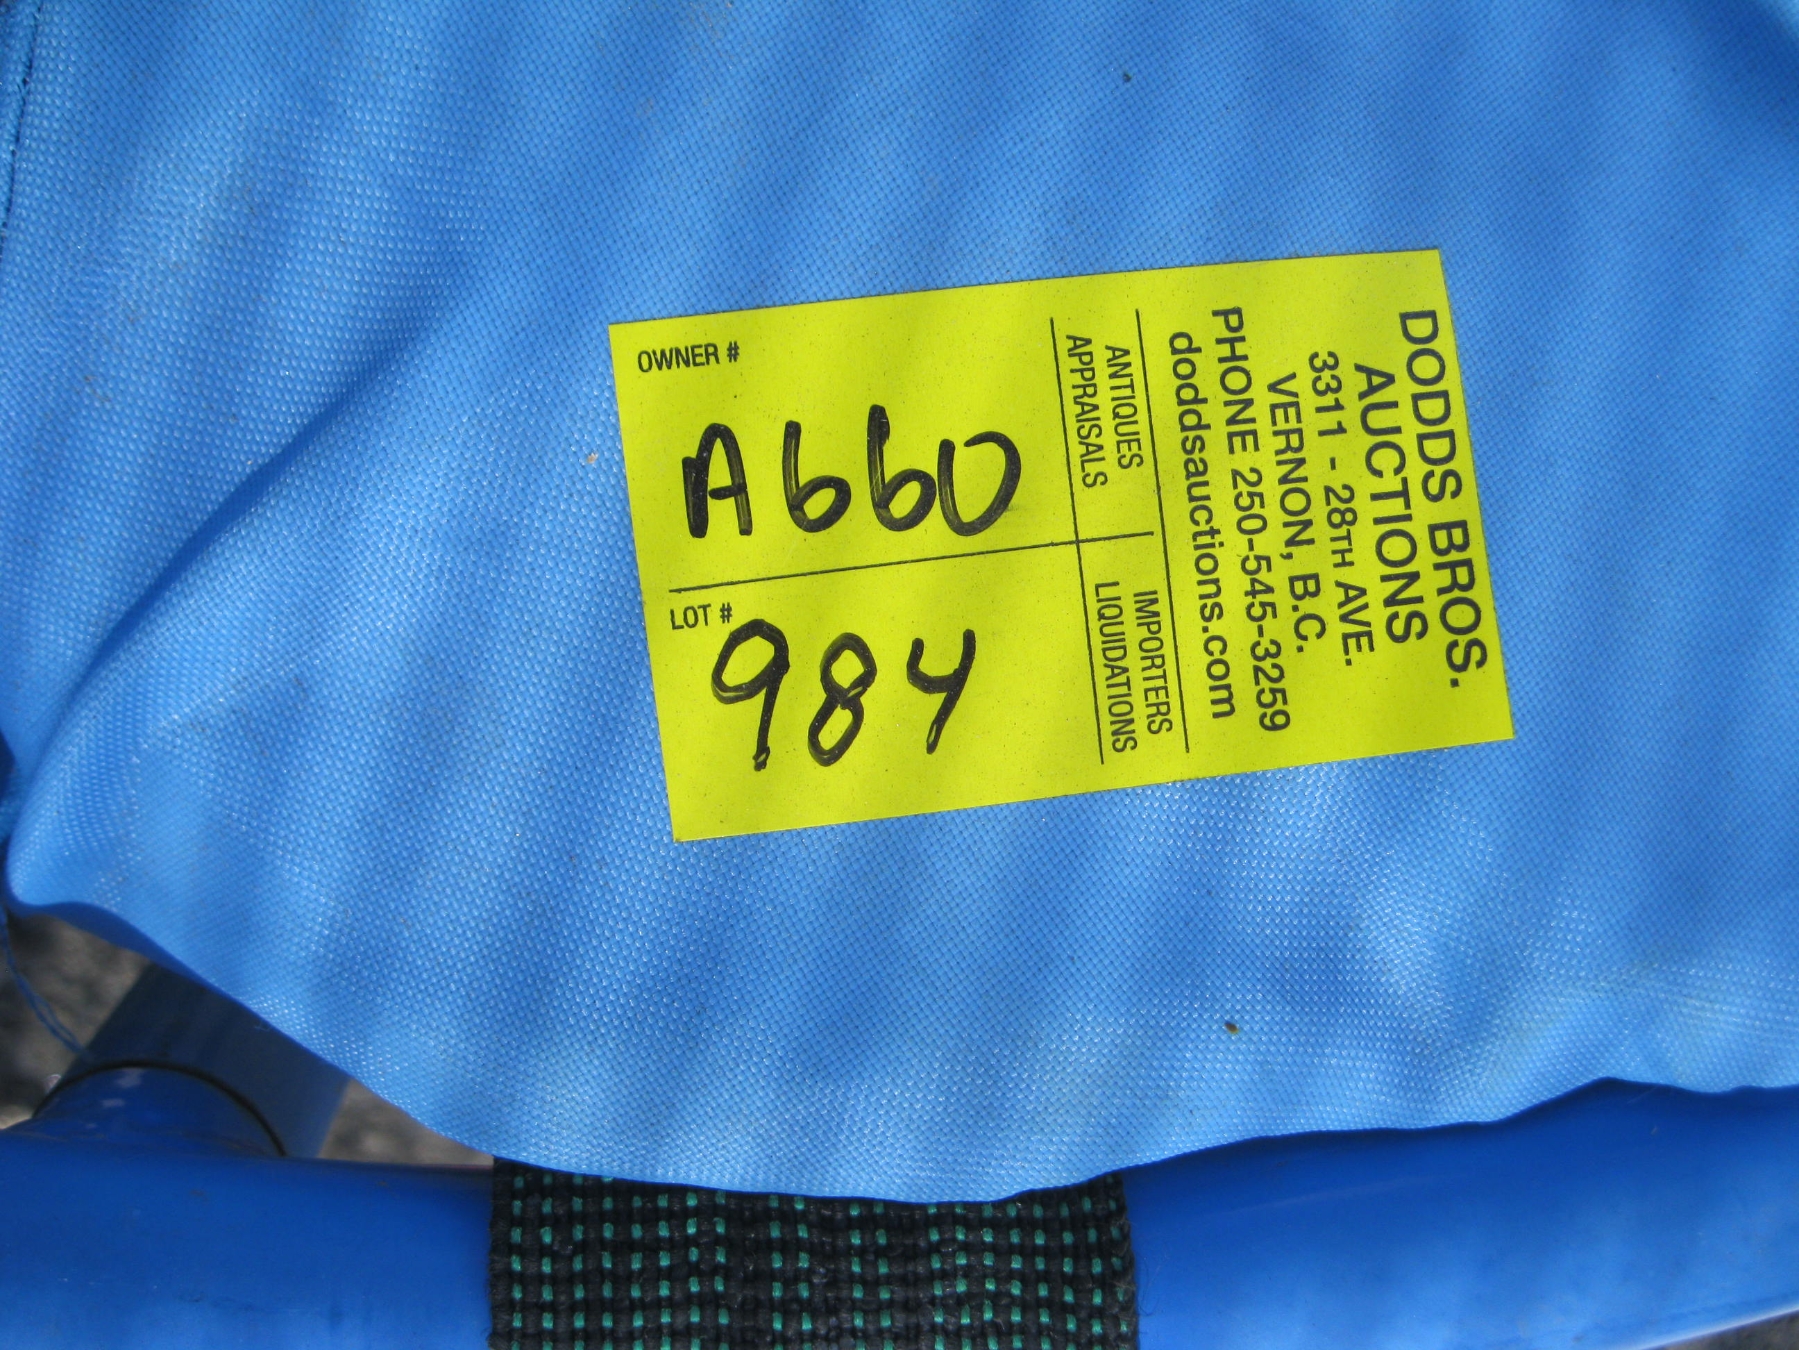 DODDS BROS.
AUCTIONS
3311 - 28TH AVE.
VERNON, B.C.
PHONE 250-545-3259
doddsauctions.com
ANTIQUES IMPORTERS
APPRAISALS LIQUIDATIONS
OWNER #
A660
LOT #
984